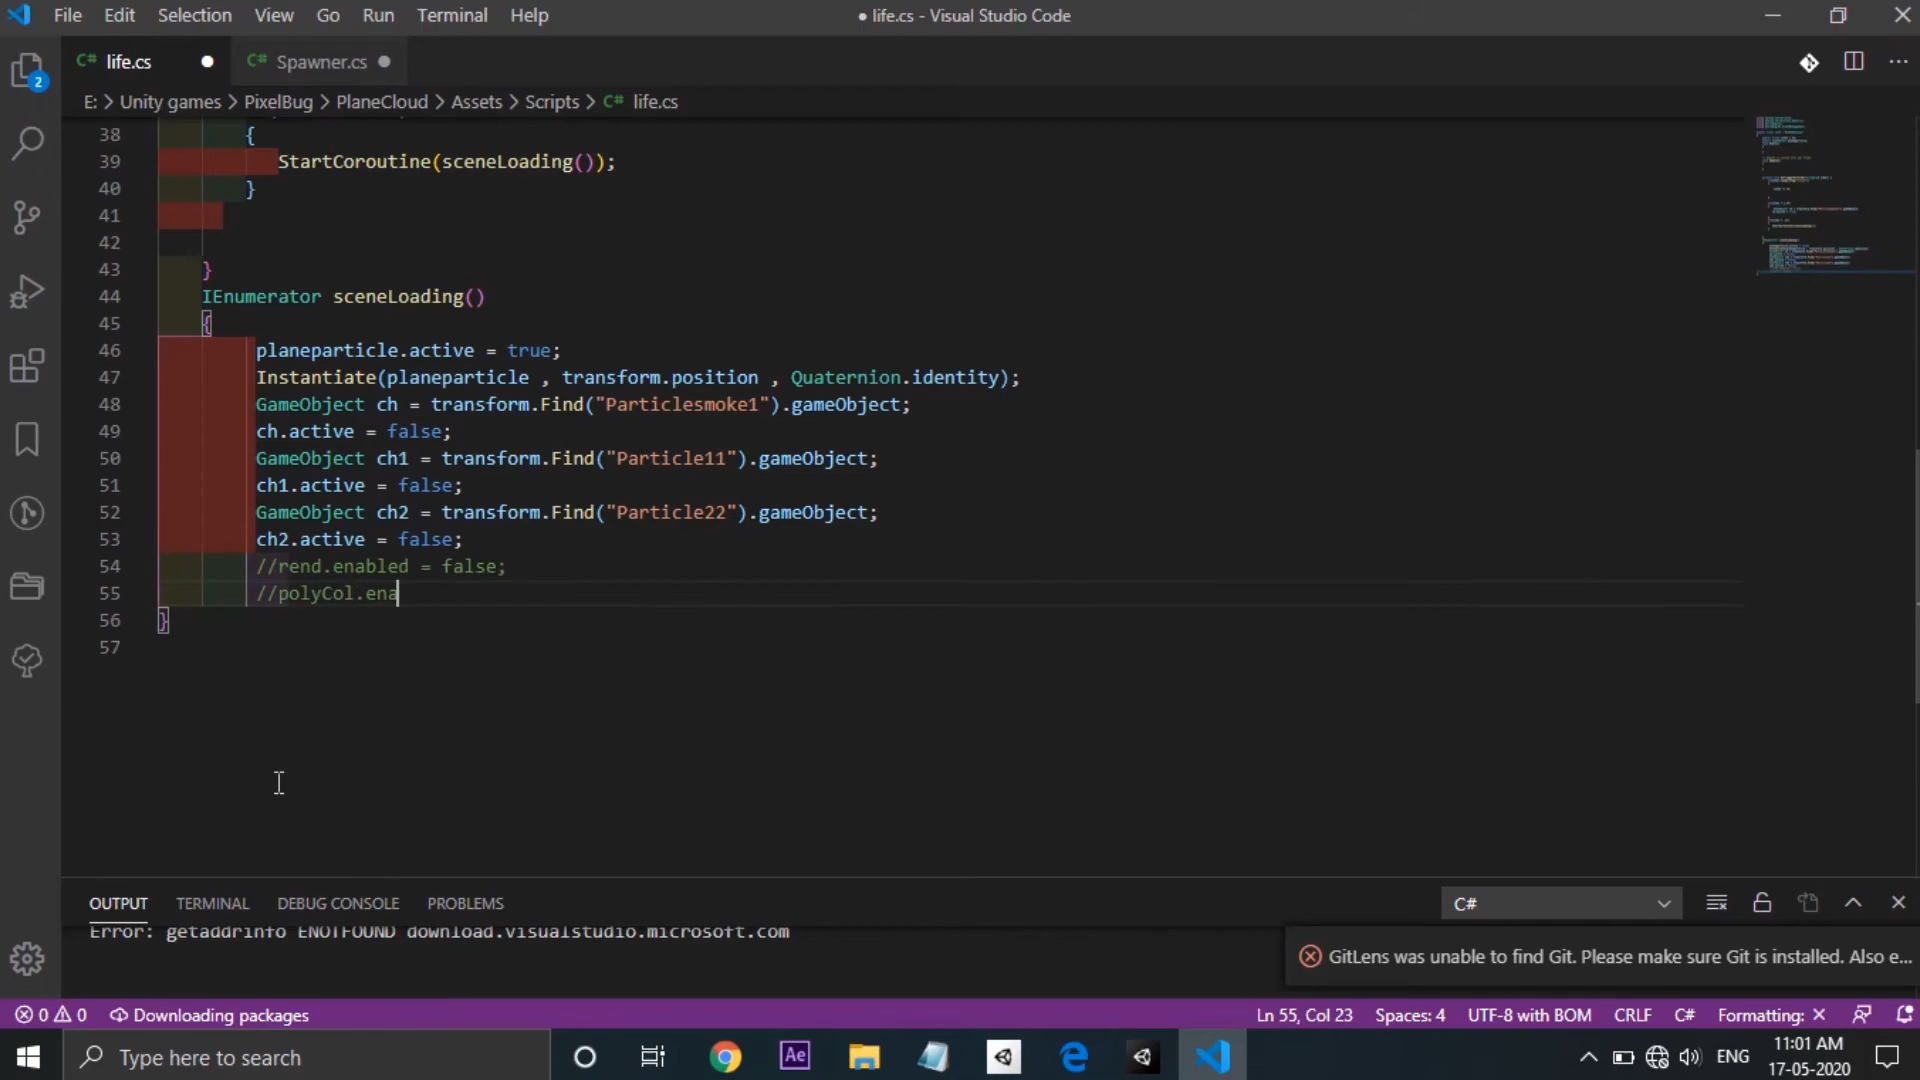 File Edit Selection View Go Run Terminal Help
● life.cs - Visual Studio Code
C# life.cs ● C# Spawner.cs ●
E: > Unity games > PixelBug > PlaneCloud > Assets > Scripts > C# life.cs
2
38 {
39 StartCoroutine(sceneLoading());
40 }
41
42
43 }
44 IEnumerator sceneLoading()
45 {
46 planeparticle.active = true;
47 Instantiate(planeparticle , transform.position , Quaternion.identity);
48 GameObject ch = transform.Find("Particlesmoke1").gameObject;
49 ch.active = false;
50 GameObject ch1 = transform.Find("Particle11").gameObject;
51 ch1.active = false;
52 GameObject ch2 = transform.Find("Particle22").gameObject;
53 ch2.active = false;
54 //rend.enabled = false;
55 //polyCol.ena
56 }
57
OUTPUT TERMINAL DEBUG CONSOLE PROBLEMS C#
Error: getaddrinfo ENOTFOUND download.visualstudio.microsoft.com
GitLens was unable to find Git. Please make sure Git is installed. Also e...
0 0 Downloading packages Ln 55, Col 23 Spaces: 4 UTF-8 with BOM CRLF C# Formatting: ×
Type here to search Ae ENG 11:01 AM
17-05-2020